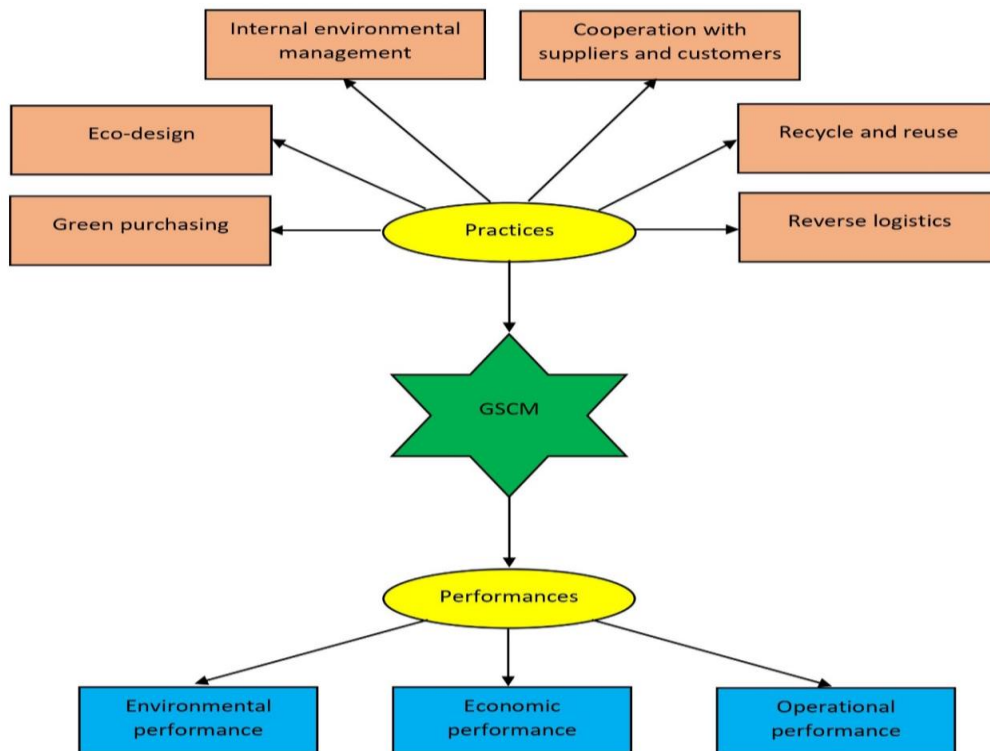 Internal environmental
management
Cooperation with
suppliers and customers
Eco-design
Recycle and reuse
Green purchasing
Practices
Reverse logistics
GSCM
Performances
Environmental
performance
Economic
performance
Operational
performance